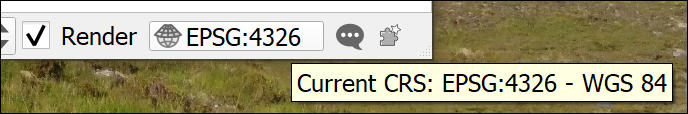 Render EPSG:4326
Current CRS: EPSG:4326 - WGS 84